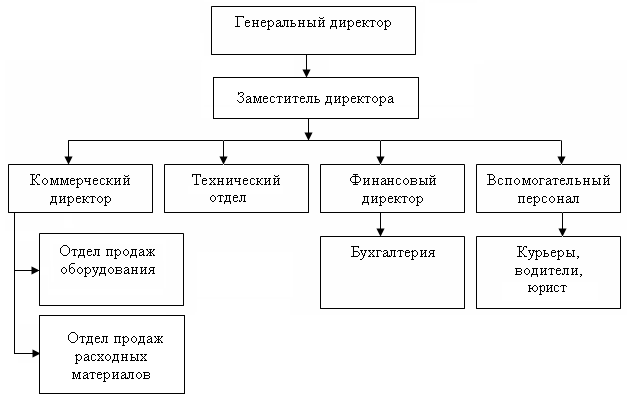 Генеральный директор
Заместитель директора
Коммерческий
директор
Технический
отдел
Финансовый
директор
Вспомогательный
персонал
Отдел продаж
оборудования
Бухгалтерия
Курьеры,
водители,
юрист
Отдел продаж
расходных
материалов